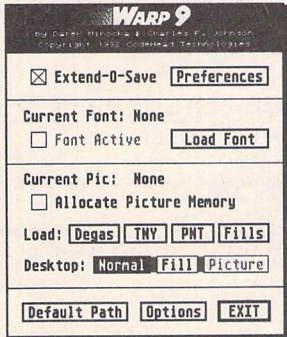 WARP 9
by Darek Mihocka & Charles F. Johnson
Copyright 1992 CodeHead Technologies
Extend-O-Save Preferences
Current Font: None
Font Active Load Font
Current Pic: None
Allocate Picture Memory
Load: Degas TNY PNT Fills
Desktop: Normal Fill Picture
Default Path Options EXIT